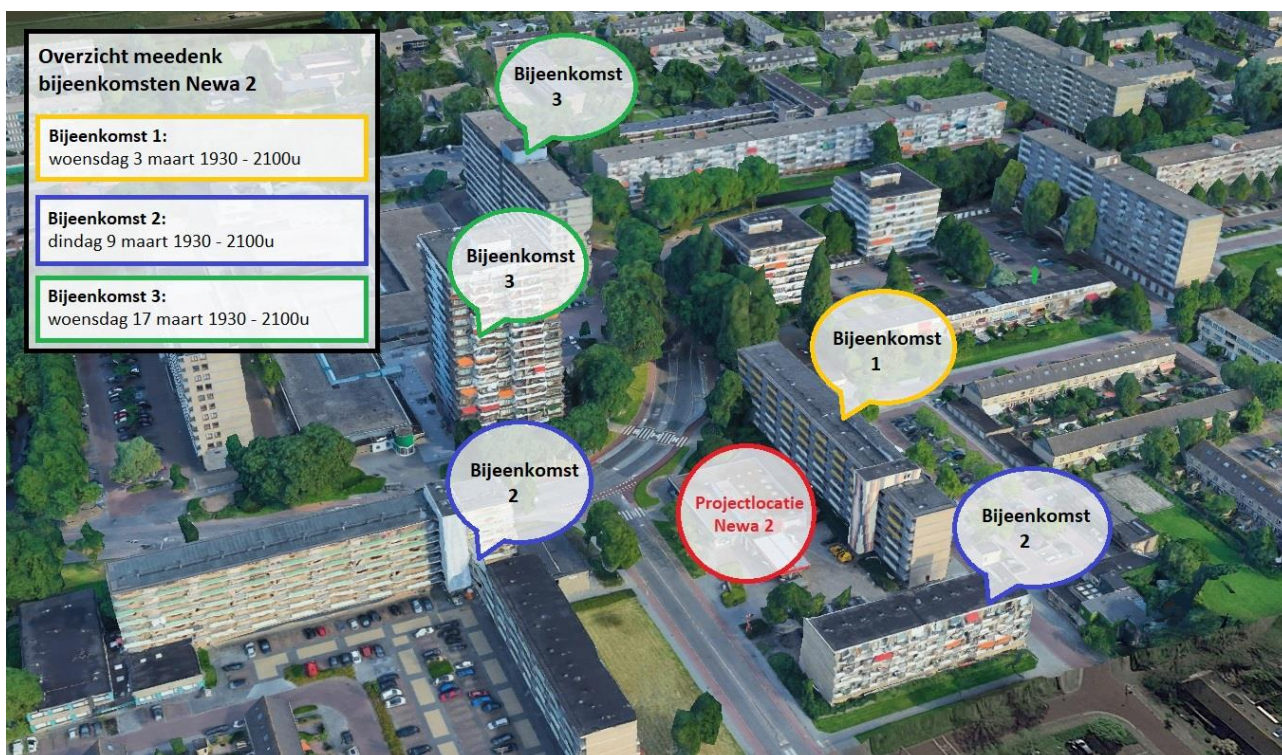 Overzicht meedenk
bijeenkomsten Newa 2
Bijeenkomst 1:
woensdag 3 maart 1930 - 2100u
Bijeenkomst 2:
dindag 9 maart 1930 - 2100u
Bijeenkomst 3:
woensdag 17 maart 1930 - 2100u
Bijeenkomst
3
Bijeenkomst
3
Bijeenkomst
1
Bijeenkomst
2
Projectlocatie
Newa 2
Bijeenkomst
2